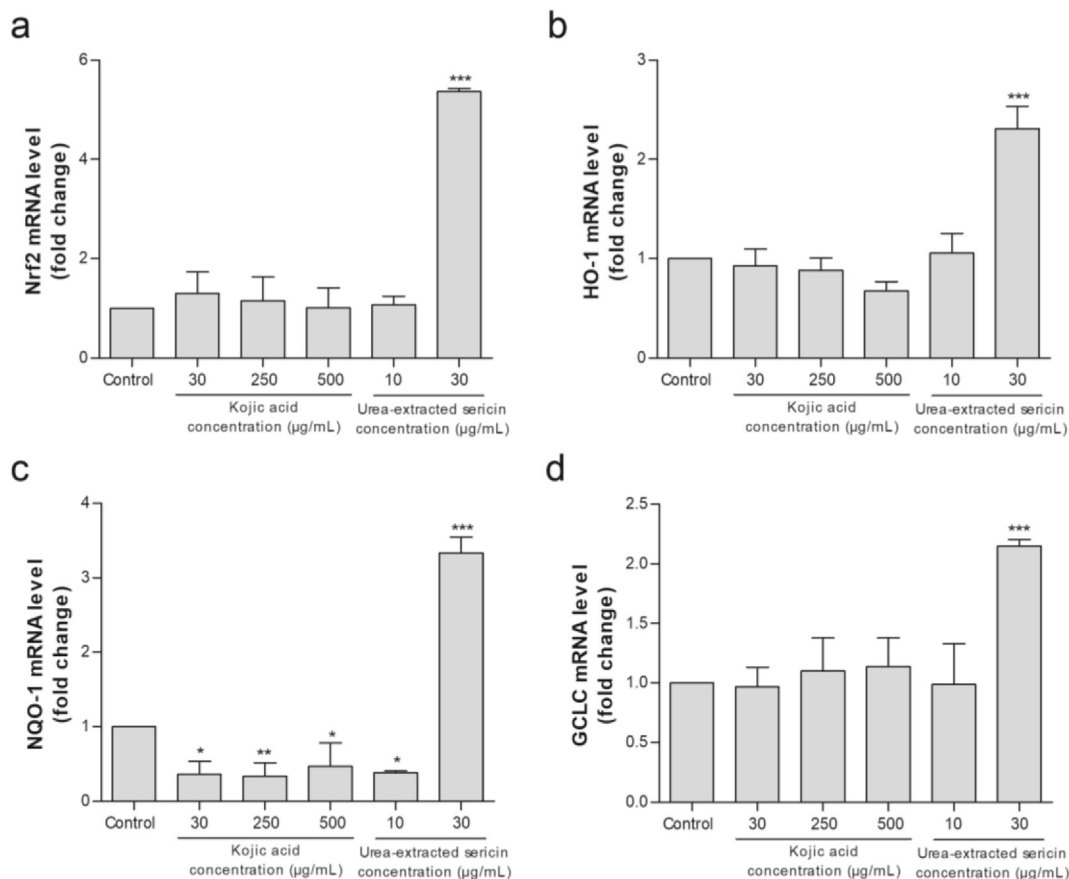 a
Nrf2 mRNA level
(fold change)
6
4
2
0
***
Control
30
250
500
10
30
Kojic acid
concentration (µg/mL)
Urea-extracted sericin
concentration (µg/mL)
b
HO-1 mRNA level
(fold change)
3
2
1
0
***
Control
30
250
500
10
30
Kojic acid
concentration (µg/mL)
Urea-extracted sericin
concentration (µg/mL)
c
NQO-1 mRNA level
(fold change)
4
3
2
1
0
*
**
*
*
***
Control
30
250
500
10
30
Kojic acid
concentration (µg/mL)
Urea-extracted sericin
concentration (µg/mL)
d
GCLC mRNA level
(fold change)
2.5
2.0
1.5
1.0
0.5
0.0
***
Control
30
250
500
10
30
Kojic acid
concentration (µg/mL)
Urea-extracted sericin
concentration (µg/mL)